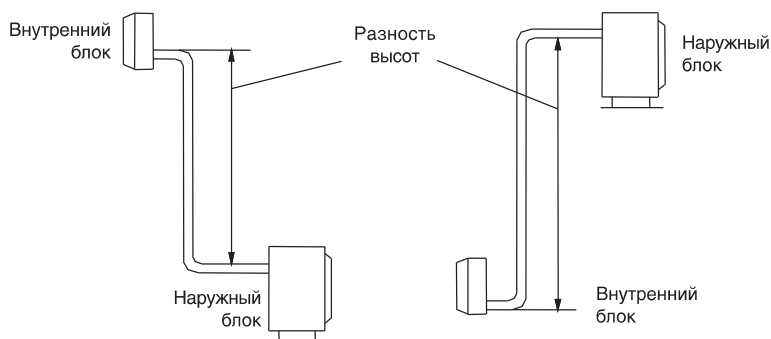 Внутренний
блок
Разность
высот
Наружный
блок
Наружный
блок
Внутренний
блок